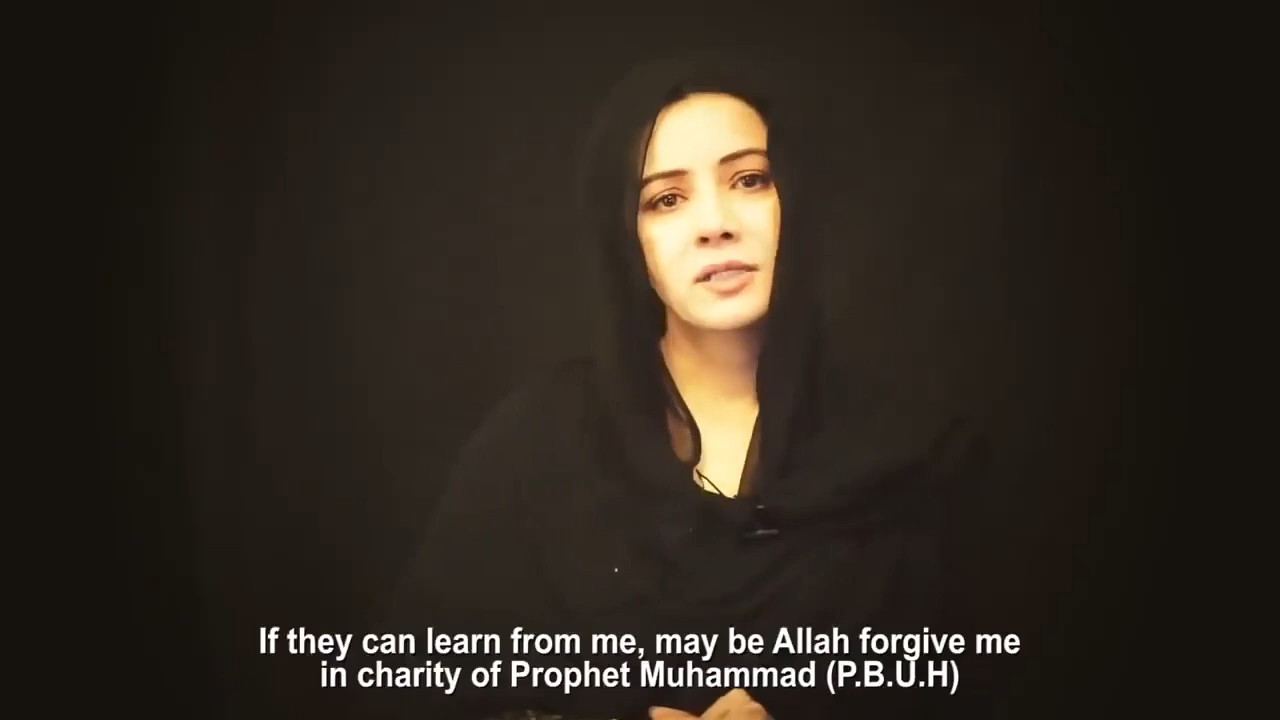 If they can learn from me, may be Allah forgive me
in charity of Prophet Muhammad (P.B.U.H)